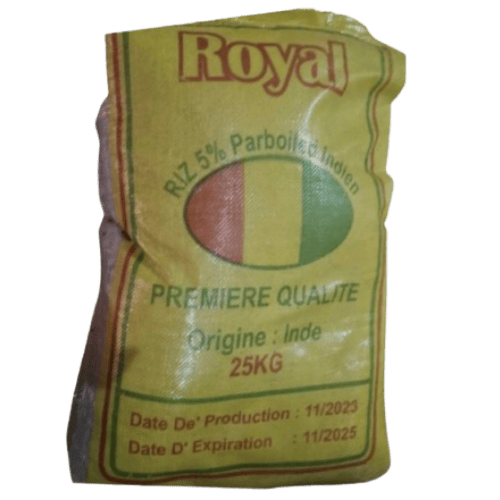 Royal
RIZ 5% Parboiled Indien
PREMIERE QUALITE
Origine : Inde
25KG
Date De' Production : 11/2023
Date D' Expiration : 11/2025